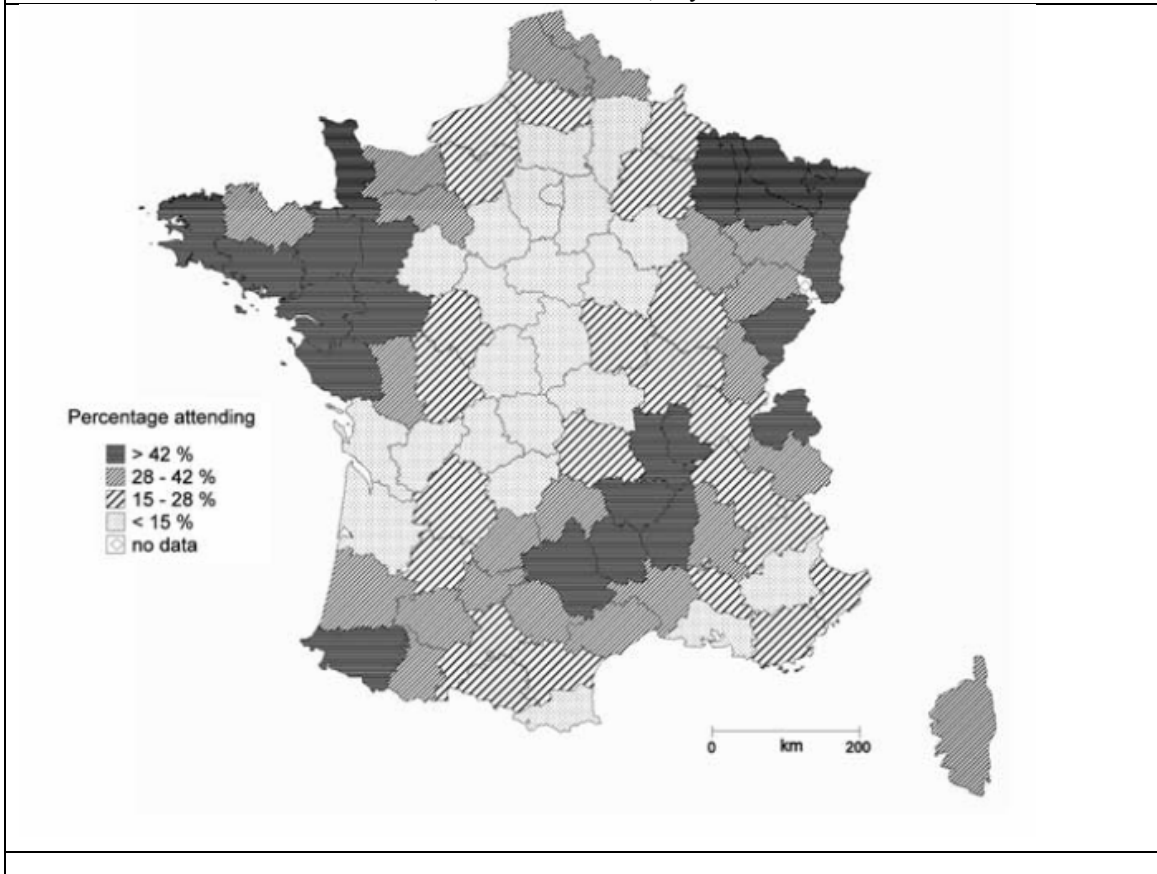 Percentage attending
> 42 %
28 - 42 %
15 - 28 %
< 15 %
no data
0 km 200